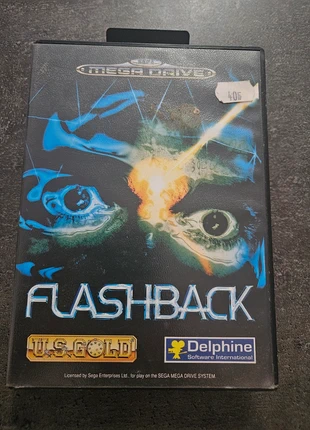 SEGA
MEGA DRIVE
FLASHBACK
U.S. GOLD
Delphine
Software International
Licensed by Sega Enterprises Ltd., for play on the SEGA MEGA DRIVE SYSTEM.